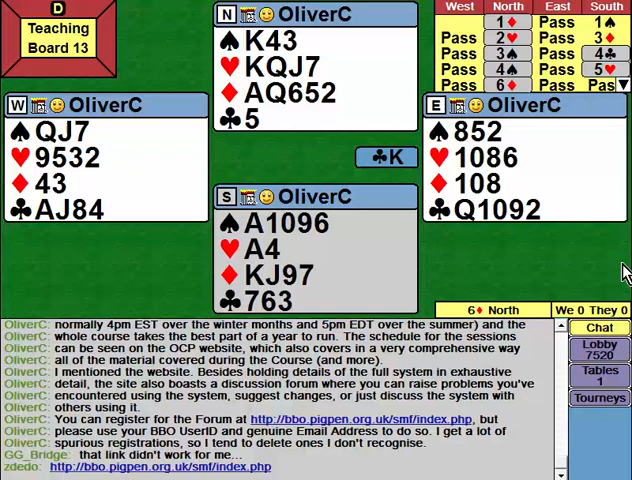 D
Teaching
Board 13
N OliverC
♠ K43
♥ KQJ7
♦ AQ652
♣ 5
West North East South
1♦ Pass 1♠
Pass 2♥ Pass 3♦
Pass 3♠ Pass 4♣
Pass 4♠ Pass 5♥
Pass 6♦ Pass Pas
W OliverC
♠ QJ7
♥ 9532
♦ 43
♣ AJ84
♣K
E OliverC
♠ 852
♥ 1086
♦ 108
♣ Q1092
S OliverC
♠ A1096
♥ A4
♦ KJ97
♣ 763
6♦ North We 0 They 0
OliverC: normally 4pm EST over the winter months and 5pm EDT over the summer) and the
OliverC: whole course takes the best part of a year to run. The schedule for the sessions
OliverC: can be seen on the OCP website, which also covers in a very comprehensive way
OliverC: all of the material covered during the Course (and more).
OliverC: I mentioned the website. Besides holding details of the full system in exhaustive
OliverC: detail, the site also boasts a discussion forum where you can raise problems you've
OliverC: encountered using the system, suggest changes, or just discuss the system with
OliverC: others using it.
OliverC: You can register for the Forum at http://bbo.pigpen.org.uk/smf/index.php, but
OliverC: please use your BBO UserID and genuine Email Address to do so. I get a lot of
OliverC: spurious registrations, so I tend to delete ones I don't recognise.
GG_Bridge: that link didn't work for me...
zdedo: http://bbo.pigpen.org.uk/smf/index.php
Chat
Lobby
7520
Tables
1
Tourneys